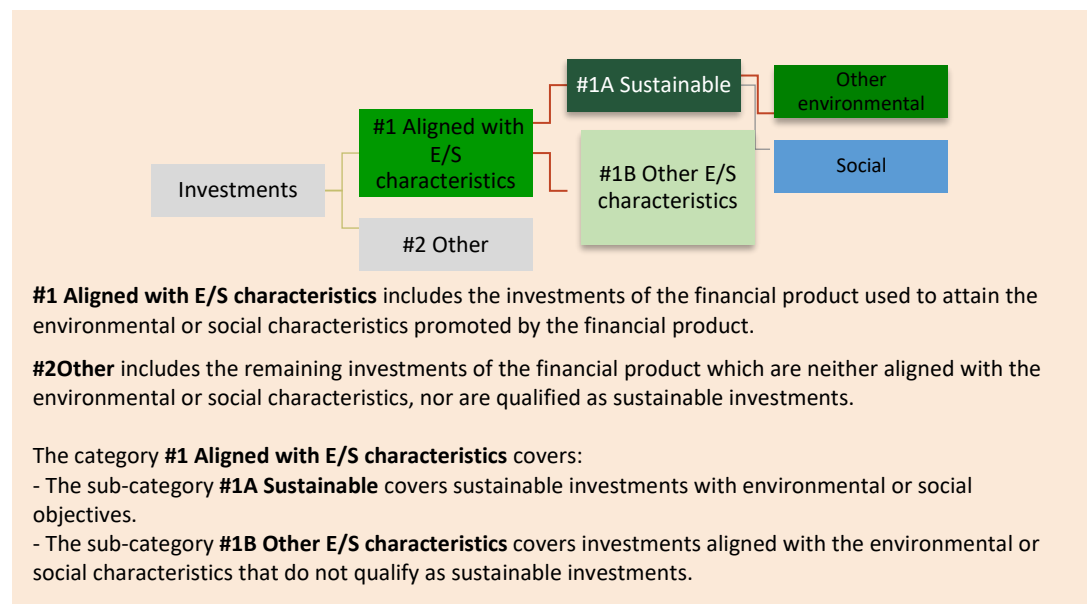 Investments
#1 Aligned with
E/S
characteristics
#2 Other
#1A Sustainable
#1B Other E/S
characteristics
Other
environmental
Social
#1 Aligned with E/S characteristics includes the investments of the financial product used to attain the
environmental or social characteristics promoted by the financial product.
#2Other includes the remaining investments of the financial product which are neither aligned with the
environmental or social characteristics, nor are qualified as sustainable investments.
The category #1 Aligned with E/S characteristics covers:
- The sub-category #1A Sustainable covers sustainable investments with environmental or social
objectives.
- The sub-category #1B Other E/S characteristics covers investments aligned with the environmental or
social characteristics that do not qualify as sustainable investments.